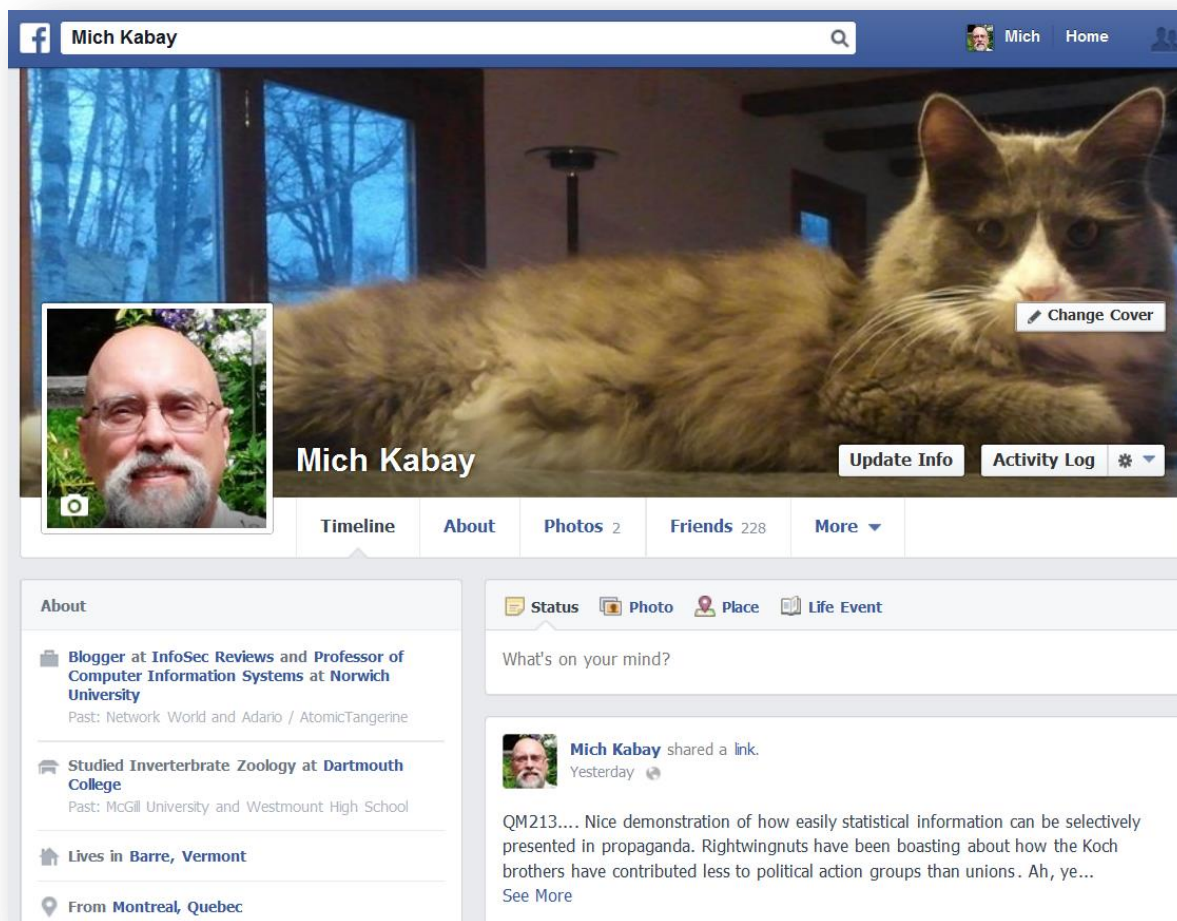 f
Mich Kabay
Mich
Home
Change Cover
Mich Kabay
Update Info
Activity Log
Timeline
About
Photos 2
Friends 228
More
About
Blogger at InfoSec Reviews and Professor of
Computer Information Systems at Norwich
University
Past: Network World and Adario / AtomicTangerine
Studied Inverterbrate Zoology at Dartmouth
College
Past: McGill University and Westmount High School
Lives in Barre, Vermont
From Montreal, Quebec
Status
Photo
Place
Life Event
What's on your mind?
Mich Kabay shared a link.
Yesterday
QM213.... Nice demonstration of how easily statistical information can be selectively
presented in propaganda. Rightwingnuts have been boasting about how the Koch
brothers have contributed less to political action groups than unions. Ah, ye...
See More